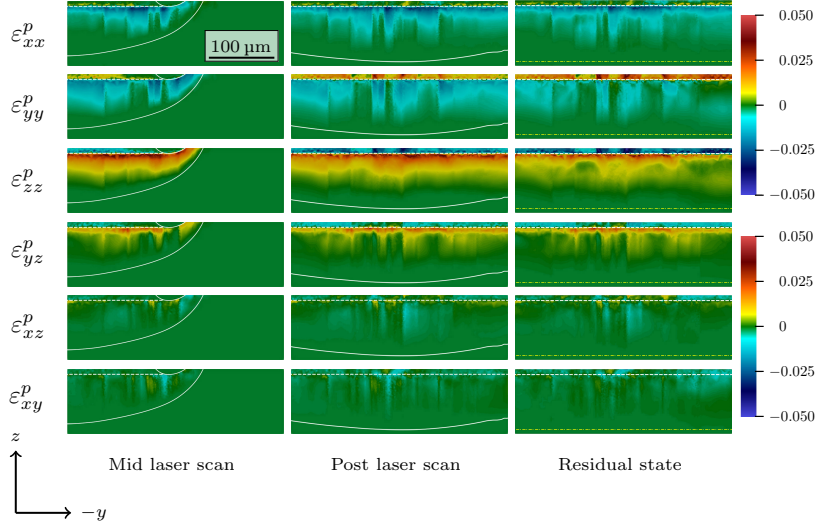 ε^p_xx
100 µm
0.050
0.025
0
−0.025
−0.050
ε^p_yy
ε^p_zz
ε^p_yz
0.050
0.025
0
−0.025
−0.050
ε^p_xz
ε^p_xy
z
Mid laser scan
Post laser scan
Residual state
−y